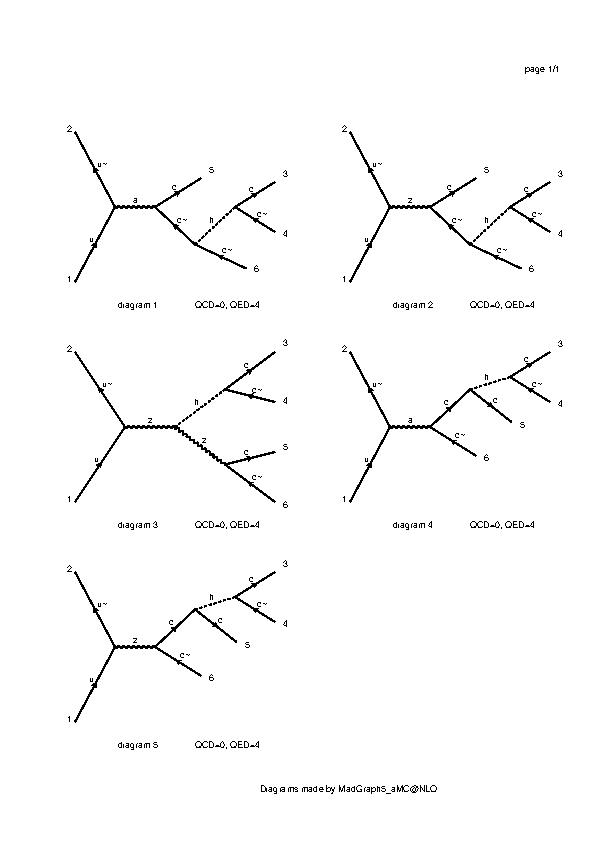 page 1/1
2
u~
a
c
5
c~
h
c
3
c~
4
c~
6
u
1
diagram 1 QCD=0, QED=4
2
u~
z
c
5
c~
h
c
3
c~
4
c~
6
u
1
diagram 2 QCD=0, QED=4
2
u~
z
h
c
3
c~
4
z
c
5
c~
6
u
1
diagram 3 QCD=0, QED=4
2
u~
a
c
h
c
3
c~
4
c
5
c~
6
u
1
diagram 4 QCD=0, QED=4
2
u~
z
c
h
c
3
c~
4
c
5
c~
6
u
1
diagram 5 QCD=0, QED=4
Diagrams made by MadGraph5_aMC@NLO